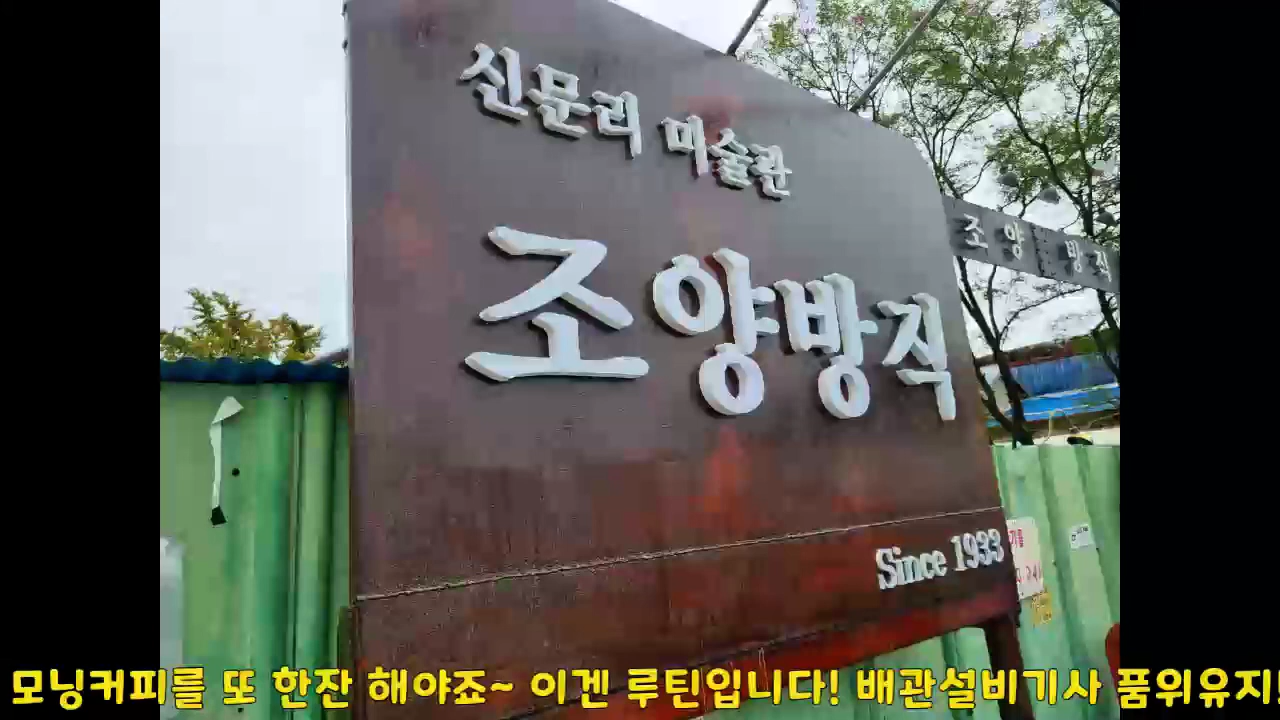 신문리 미술관
조양방직
조양 방직
Since 1933
모닝커피를 또 한잔 해야죠~ 이겐 루틴입니다! 배관설비기사 품위유지!